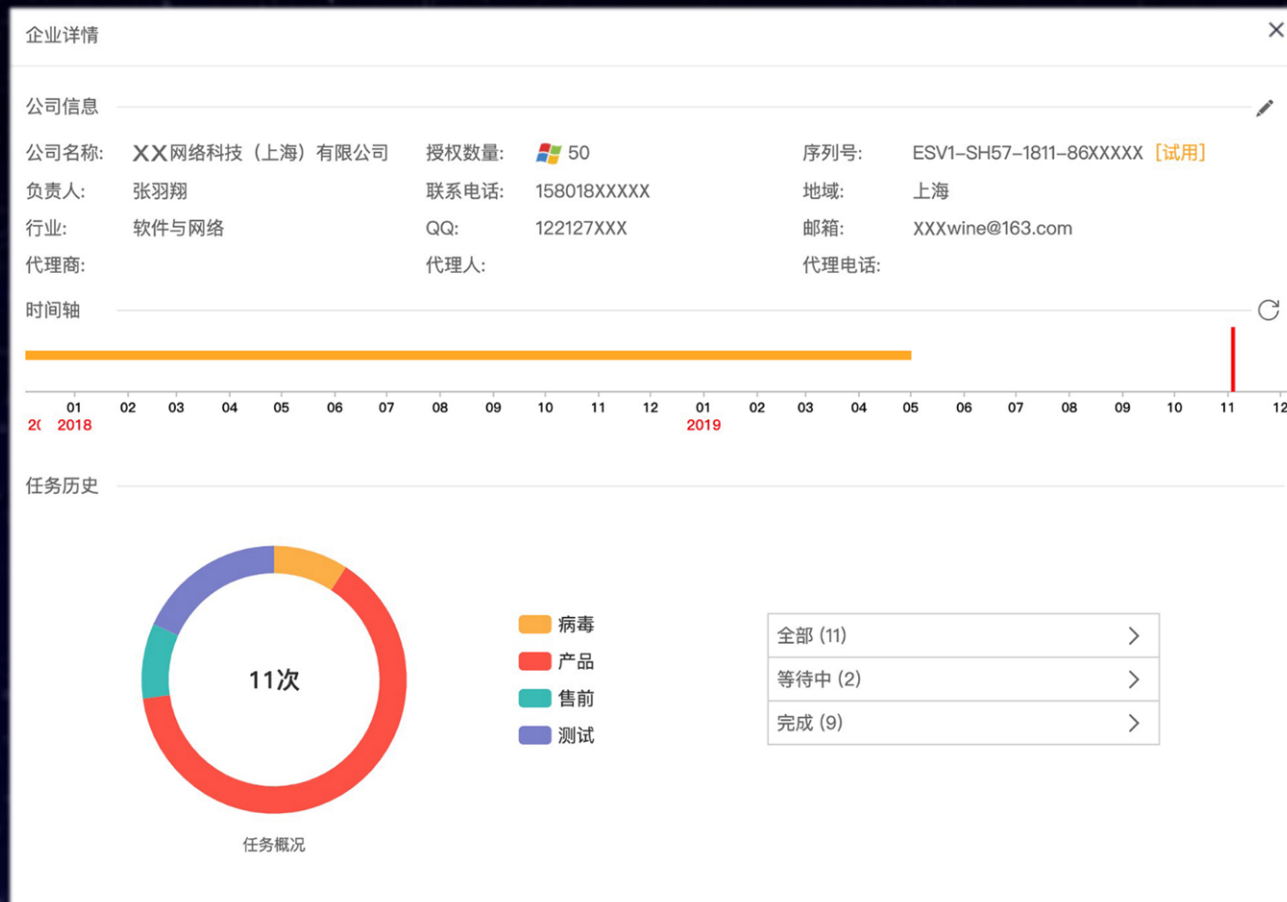 企业详情
公司信息
公司名称: XX网络科技（上海）有限公司 授权数量: 50 序列号: ESV1-SH57-1811-86XXXXX [试用]
负责人: 张羽翔 联系电话: 158018XXXXX 地域: 上海
行业: 软件与网络 QQ: 122127XXX 邮箱: XXXwine@163.com
代理商: 代理人: 代理电话:
时间轴
01 02 03 04 05 06 07 08 09 10 11 12 01 02 03 04 05 06 07 08 09 10 11 12
2018 2019
任务历史
11次
病毒
产品
售前
测试
全部 (11)
等待中 (2)
完成 (9)
任务概况